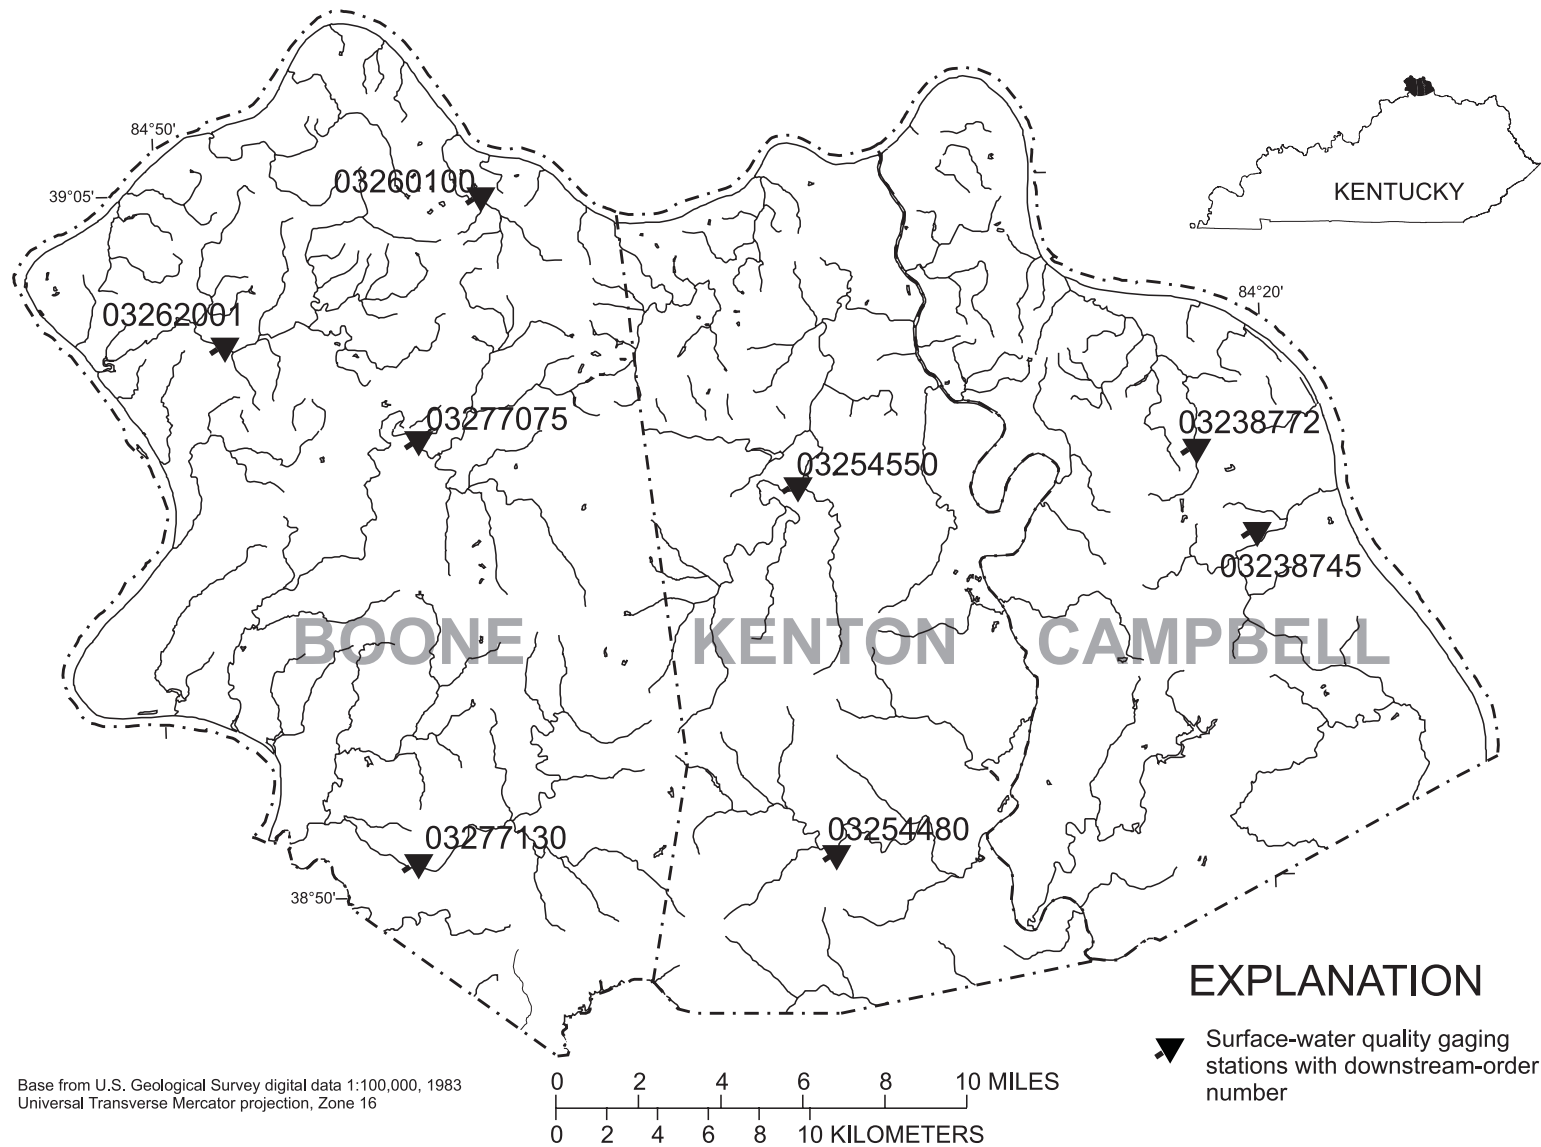 84°50'
39°05'
03260100
KENTUCKY
84°20'
03262001
03277075
03238772
03254550
03238745
BOONE
KENTON
CAMPBELL
03277130
03254480
38°50'
EXPLANATION
Surface-water quality gaging
stations with downstream-order
number
Base from U.S. Geological Survey digital data 1:100,000, 1983
Universal Transverse Mercator projection, Zone 16
0 2 4 6 8 10 MILES
0 2 4 6 8 10 KILOMETERS